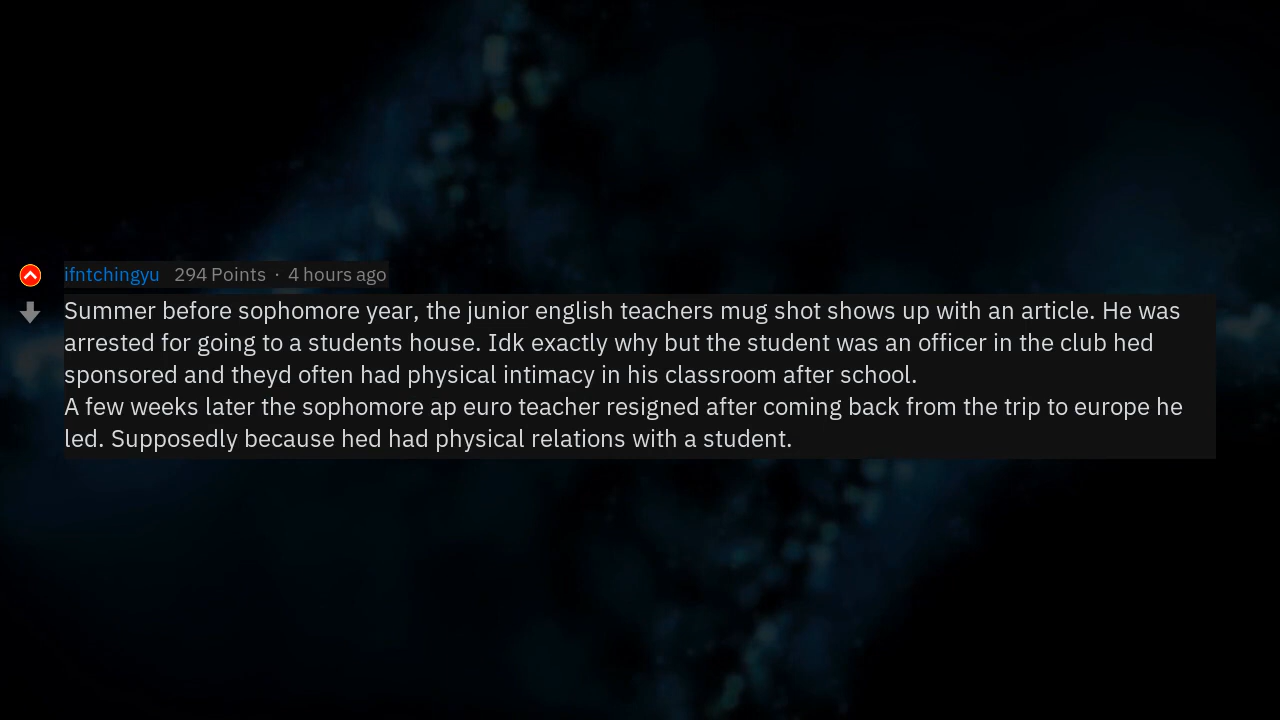 ifntchingyu 294 Points · 4 hours ago
Summer before sophomore year, the junior english teachers mug shot shows up with an article. He was
arrested for going to a students house. Idk exactly why but the student was an officer in the club hed
sponsored and theyd often had physical intimacy in his classroom after school.
A few weeks later the sophomore ap euro teacher resigned after coming back from the trip to europe he
led. Supposedly because hed had physical relations with a student.